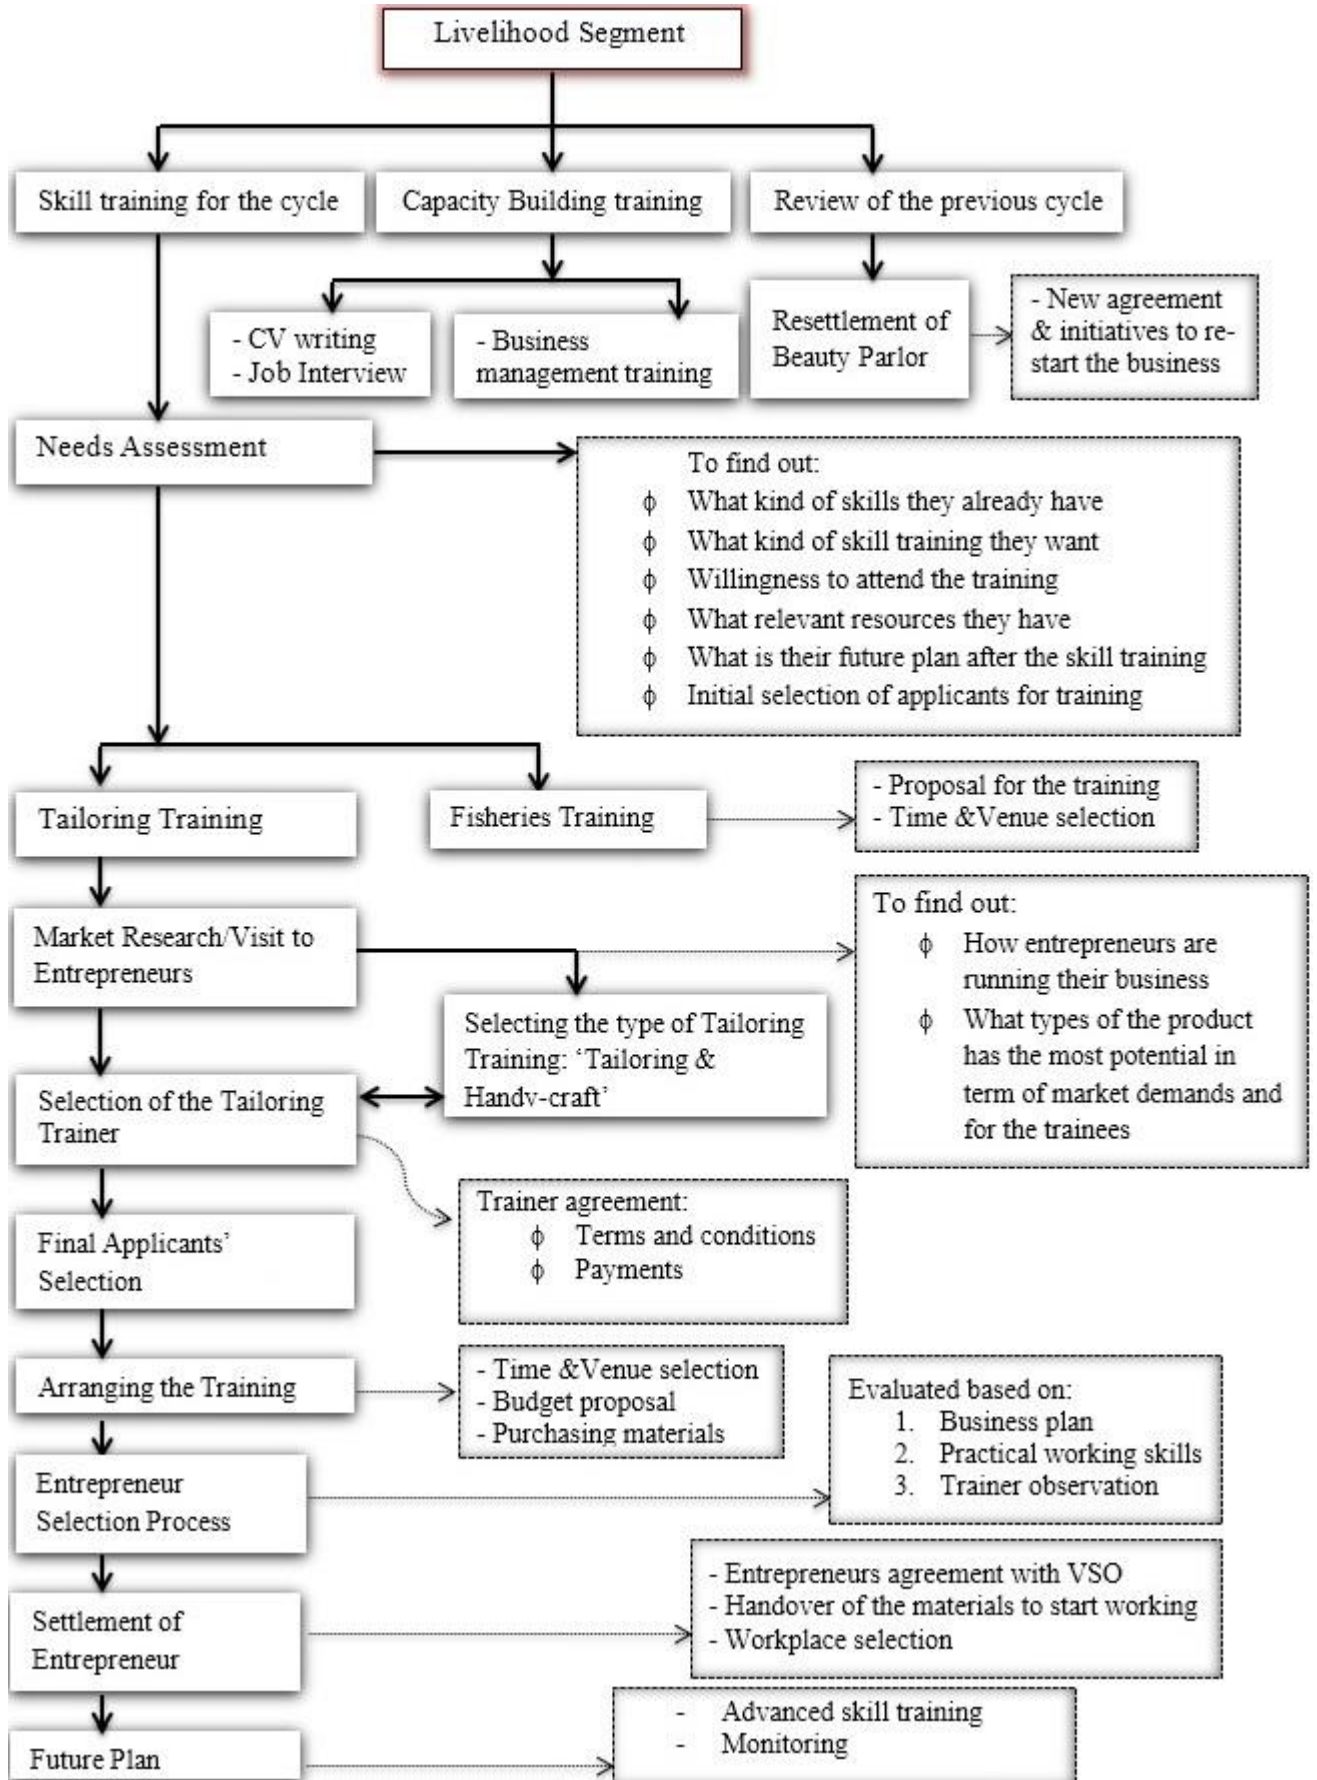 Livelihood Segment
Skill training for the cycle
Capacity Building training
Review of the previous cycle
- CV writing
- Job Interview
- Business
management training
Resettlement of
Beauty Parlor
- New agreement
& initiatives to re-
start the business
Needs Assessment
To find out:
ϕ What kind of skills they already have
ϕ What kind of skill training they want
ϕ Willingness to attend the training
ϕ What relevant resources they have
ϕ What is their future plan after the skill training
ϕ Initial selection of applicants for training
Tailoring Training
Fisheries Training
- Proposal for the training
- Time &Venue selection
Market Research/Visit to
Entrepreneurs
To find out:
ϕ How entrepreneurs are
running their business
ϕ What types of the product
has the most potential in
term of market demands and
for the trainees
Selecting the type of Tailoring
Training: ‘Tailoring &
Handy-craft’
Selection of the Tailoring
Trainer
Trainer agreement:
ϕ Terms and conditions
ϕ Payments
Final Applicants’
Selection
Arranging the Training
- Time &Venue selection
- Budget proposal
- Purchasing materials
Evaluated based on:
1. Business plan
2. Practical working skills
3. Trainer observation
Entrepreneur
Selection Process
Settlement of
Entrepreneur
- Entrepreneurs agreement with VSO
- Handover of the materials to start working
- Workplace selection
Future Plan
- Advanced skill training
- Monitoring